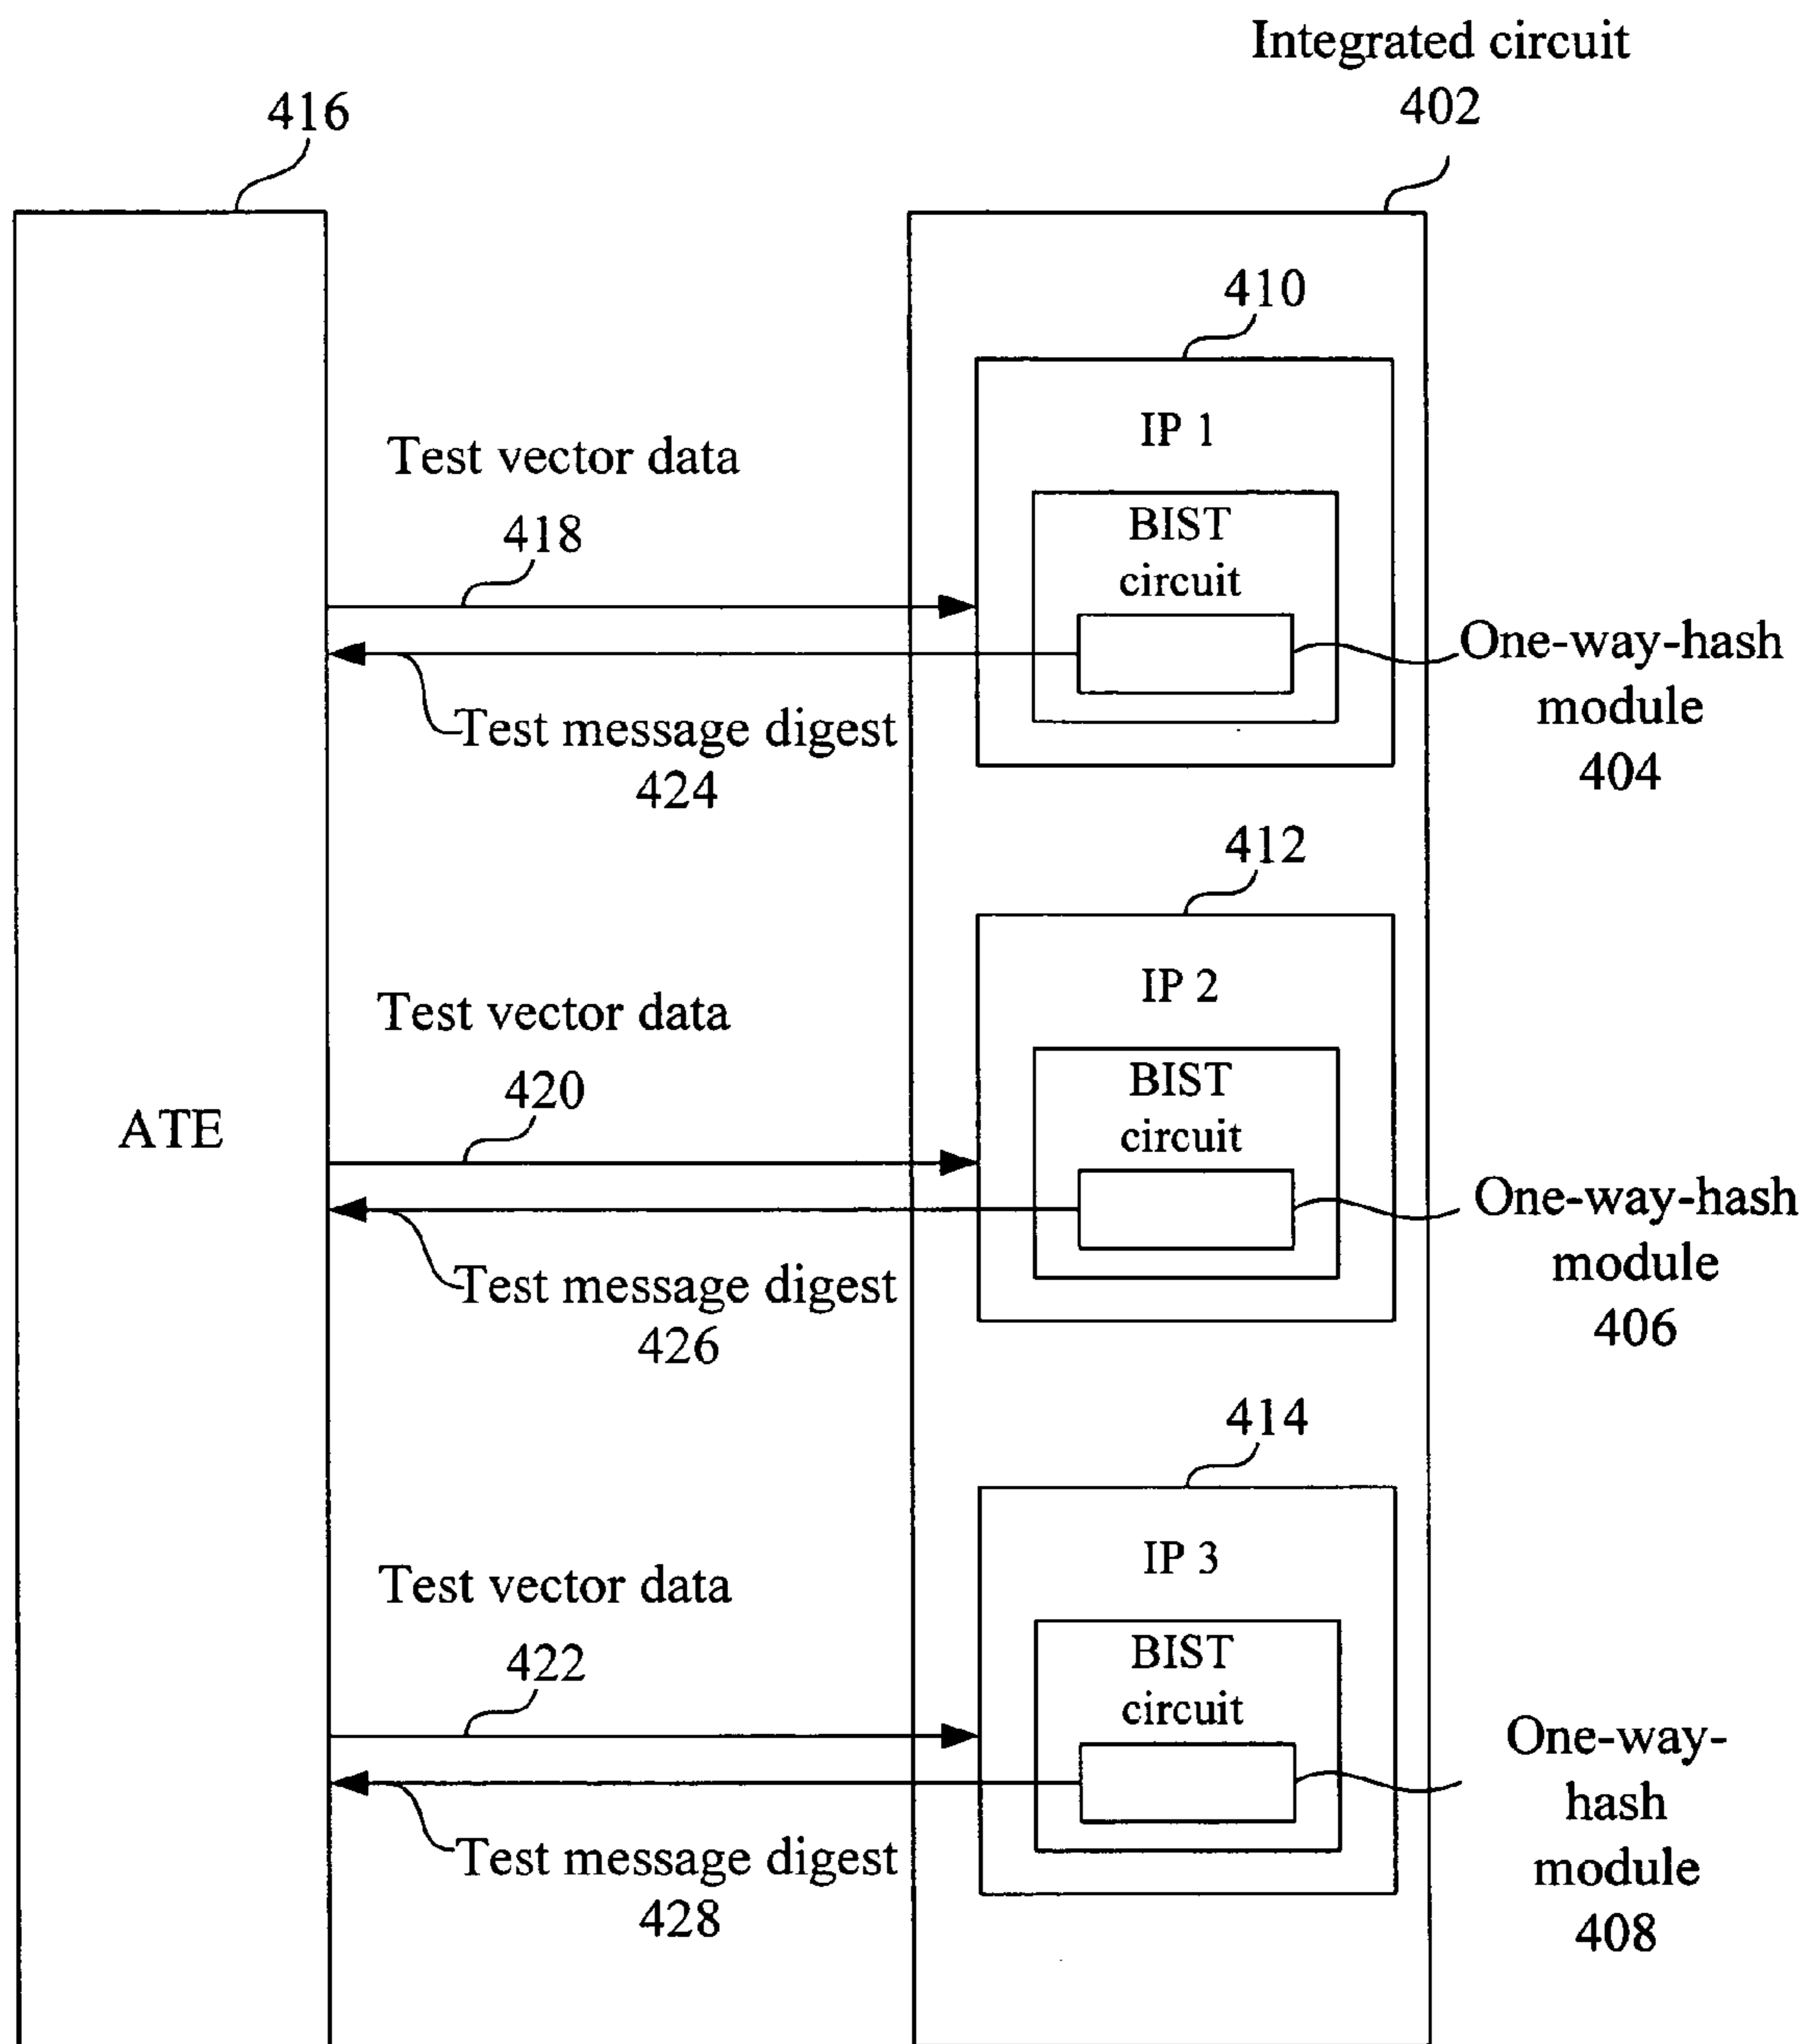 Integrated circuit
402
416
410
IP 1
Test vector data
418
BIST
circuit
One-way-hash
module
404
Test message digest
424
412
IP 2
Test vector data
420
BIST
circuit
ATE
One-way-hash
module
406
Test message digest
426
414
IP 3
Test vector data
422
BIST
circuit
One-way-
hash
module
408
Test message digest
428